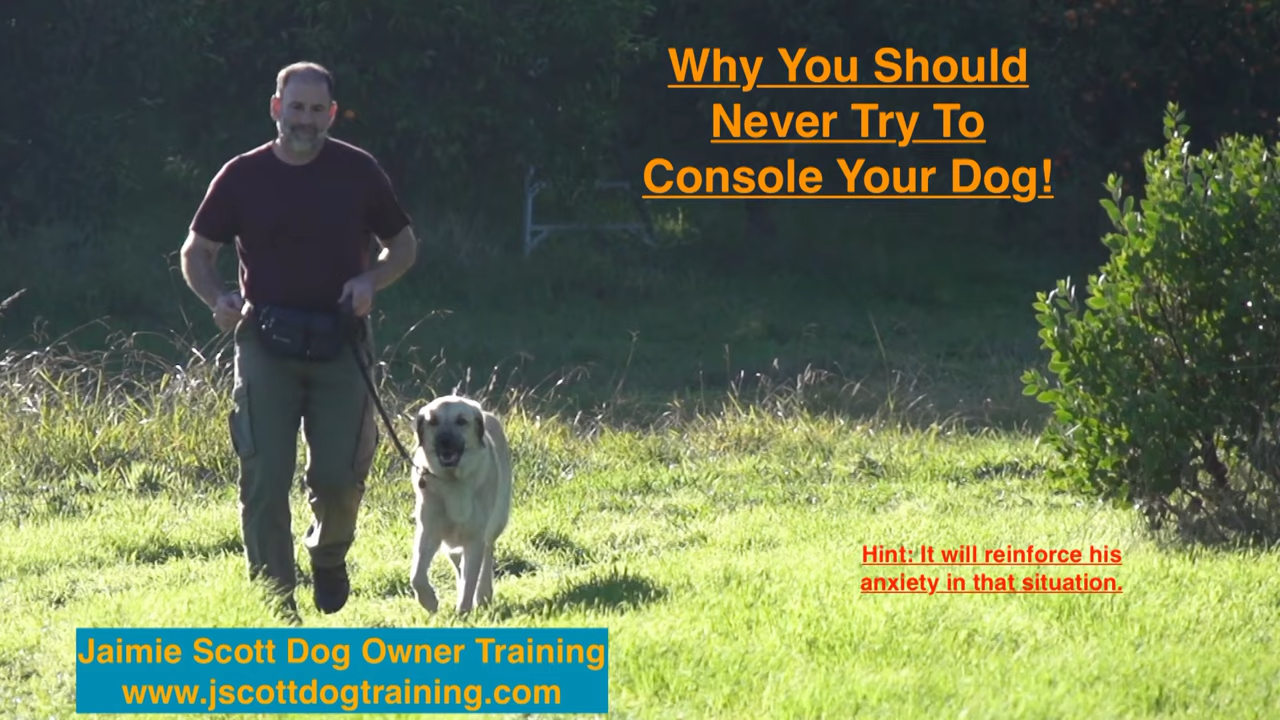 Why You Should
Never Try To
Console Your Dog!
Hint: It will reinforce his
anxiety in that situation.
Jaimie Scott Dog Owner Training
www.jscottdogtraining.com